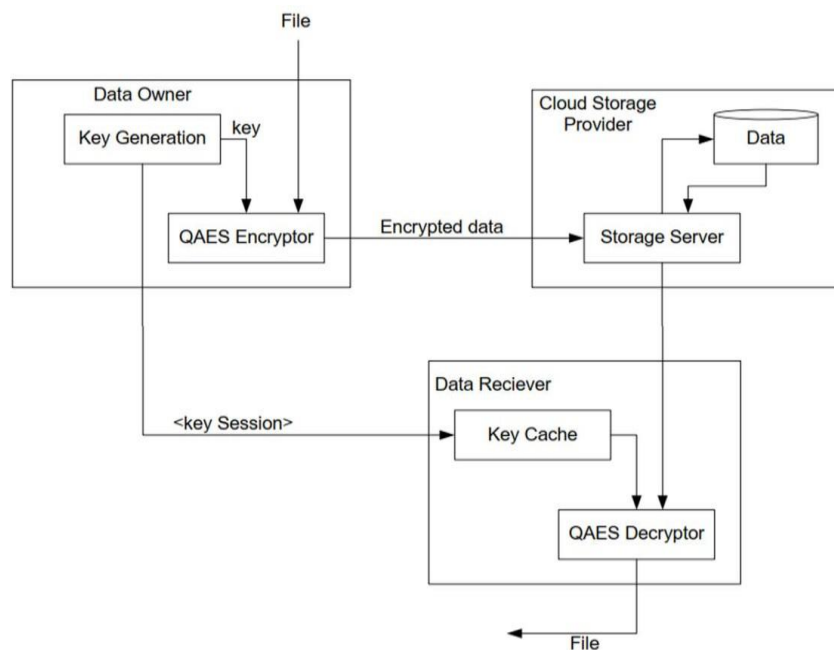 File
Data Owner
Key Generation
key
QAES Encryptor
Encrypted data
Cloud Storage
Provider
Data
Storage Server
Data Reciever
<key Session>
Key Cache
QAES Decryptor
File